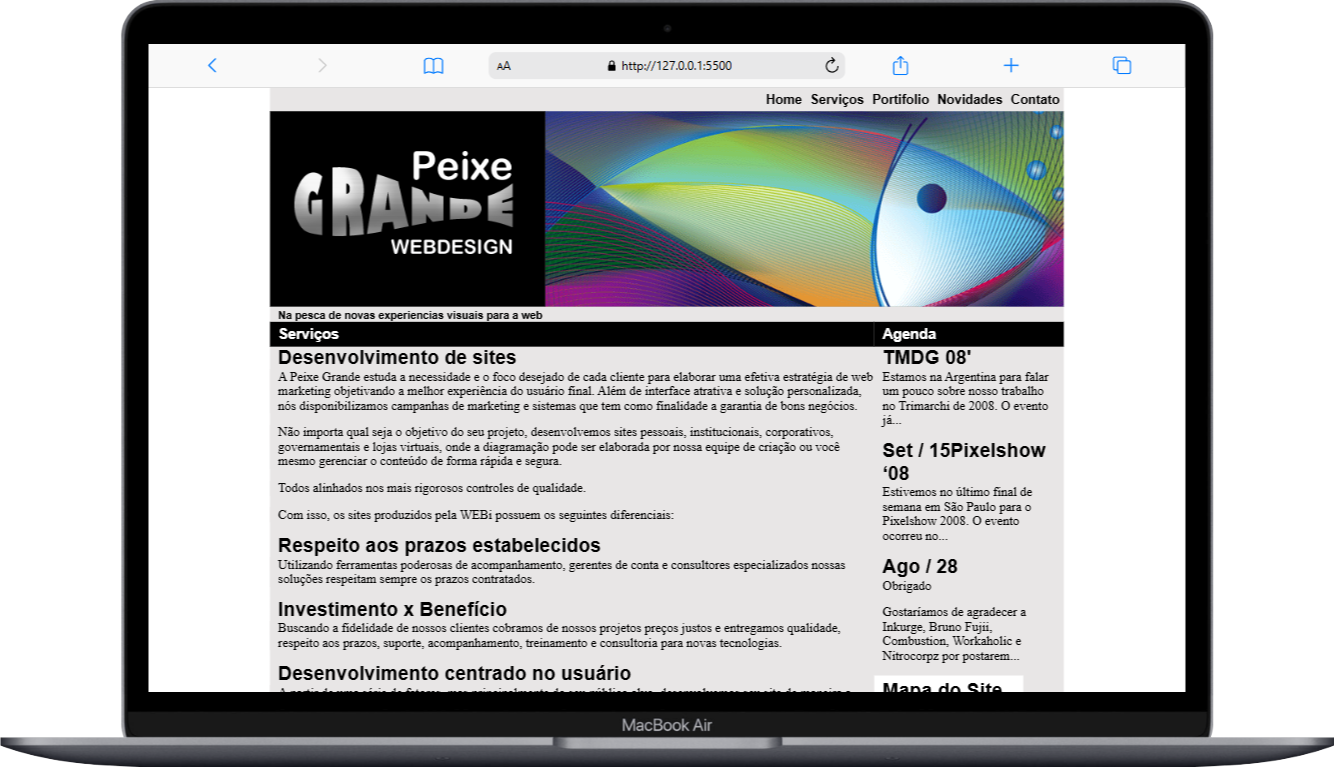 AA http://127.0.0.1:5500
Home Serviços Portifolio Novidades Contato
Peixe
GRANDE
WEBDESIGN
Na pesca de novas experiencias visuais para a web
Serviços
Desenvolvimento de sites
A Peixe Grande estuda a necessidade e o foco desejado de cada cliente para elaborar uma efetiva estratégia de web
marketing objetivando a melhor experiência do usuário final. Além de interface atrativa e solução personalizada,
nós disponibilizamos campanhas de marketing e sistemas que tem como finalidade a garantia de bons negócios.
Não importa qual seja o objetivo do seu projeto, desenvolvemos sites pessoais, institucionais, corporativos,
governamentais e lojas virtuais, onde a diagramação pode ser elaborada por nossa equipe de criação ou você
mesmo gerenciar o conteúdo de forma rápida e segura.
Todos alinhados nos mais rigorosos controles de qualidade.
Com isso, os sites produzidos pela WEBi possuem os seguintes diferenciais:
Respeito aos prazos estabelecidos
Utilizando ferramentas poderosas de acompanhamento, gerentes de conta e consultores especializados nossas
soluções respeitam sempre os prazos contratados.
Investimento x Benefício
Buscando a fidelidade de nossos clientes cobramos de nossos projetos preços justos e entregamos qualidade,
respeito aos prazos, suporte, acompanhamento, treinamento e consultoria para novas tecnologias.
Desenvolvimento centrado no usuário
Agenda
TMDG 08'
Estamos na Argentina para falar
um pouco sobre nosso trabalho
no Trimarchi de 2008. O evento
já...
Set / 15Pixelshow
‘08
Estivemos no último final de
semana em São Paulo para o
Pixelshow 2008. O evento
ocorreu no...
Ago / 28
Obrigado
Gostaríamos de agradecer a
Inkurge, Bruno Fujii,
Combustion, Workaholic e
Nitrocorpz por postarem...
Mapa do Site
MacBook Air